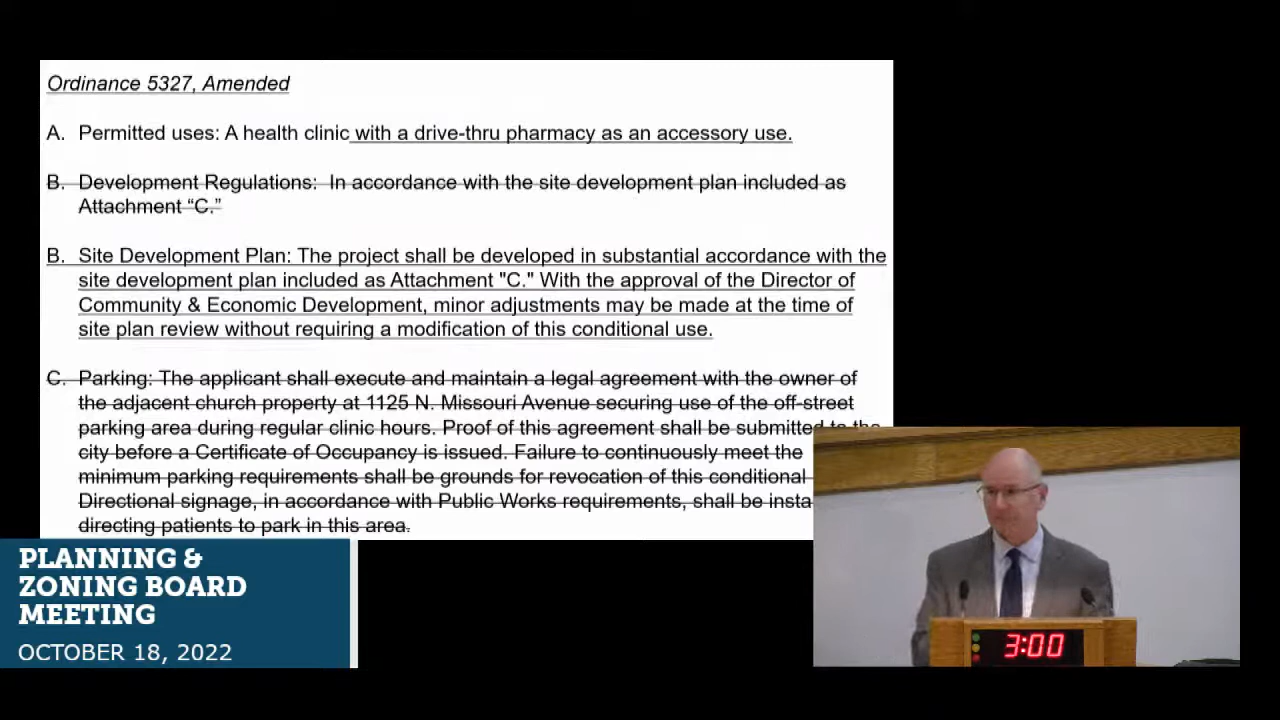 Ordinance 5327, Amended
A. Permitted uses: A health clinic with a drive-thru pharmacy as an accessory use.
B. Development Regulations: In accordance with the site development plan included as
Attachment “C.”
B. Site Development Plan: The project shall be developed in substantial accordance with the
site development plan included as Attachment "C." With the approval of the Director of
Community & Economic Development, minor adjustments may be made at the time of
site plan review without requiring a modification of this conditional use.
C. Parking: The applicant shall execute and maintain a legal agreement with the owner of
the adjacent church property at 1125 N. Missouri Avenue securing use of the off-street
parking area during regular clinic hours. Proof of this agreement shall be submitted to the
city before a Certificate of Occupancy is issued. Failure to continuously meet the
minimum parking requirements shall be grounds for revocation of this conditional
Directional signage, in accordance with Public Works requirements, shall be insta
directing patients to park in this area.
PLANNING &
ZONING BOARD
MEETING
OCTOBER 18, 2022
3:00